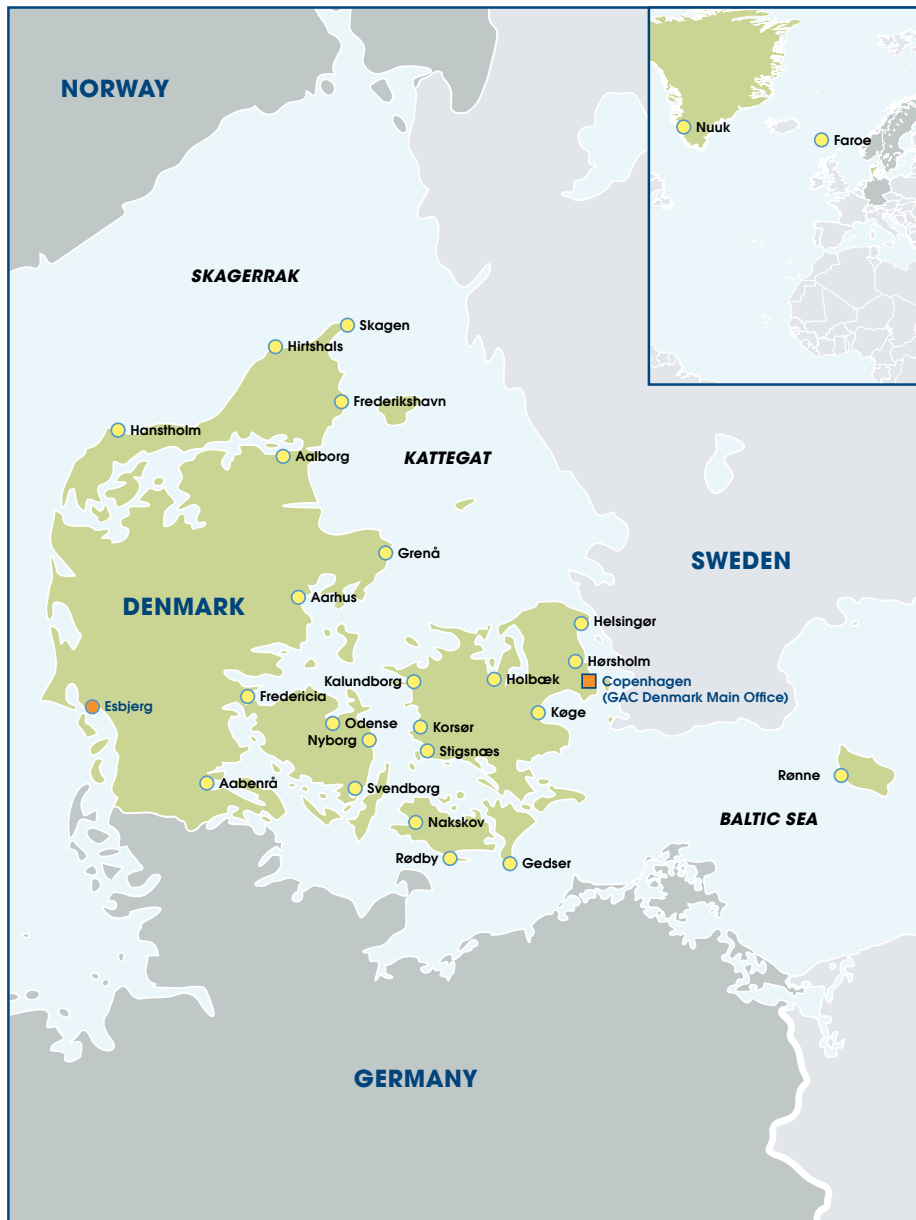 NORWAY
Nuuk
Faroe
SKAGERRAK
Skagen
Hirtshals
Frederikshavn
Hanstholm
Aalborg
KATTEGAT
Grenå
SWEDEN
DENMARK
Aarhus
Helsingør
Hørsholm
Kalundborg
Holbæk
Copenhagen
(GAC Denmark Main Office)
Fredericia
Esbjerg
Køge
Odense
Korsør
Nyborg
Stigsnæs
Rønne
Aabenrå
Svendborg
BALTIC SEA
Nakskov
Rødby
Gedser
GERMANY